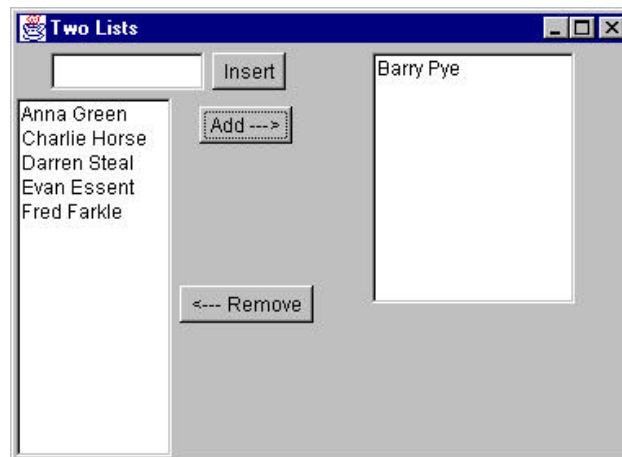 Two Lists
Insert
Barry Pye
Add --->
Anna Green
Charlie Horse
Darren Steal
Evan Essent
Fred Farkle
<--- Remove